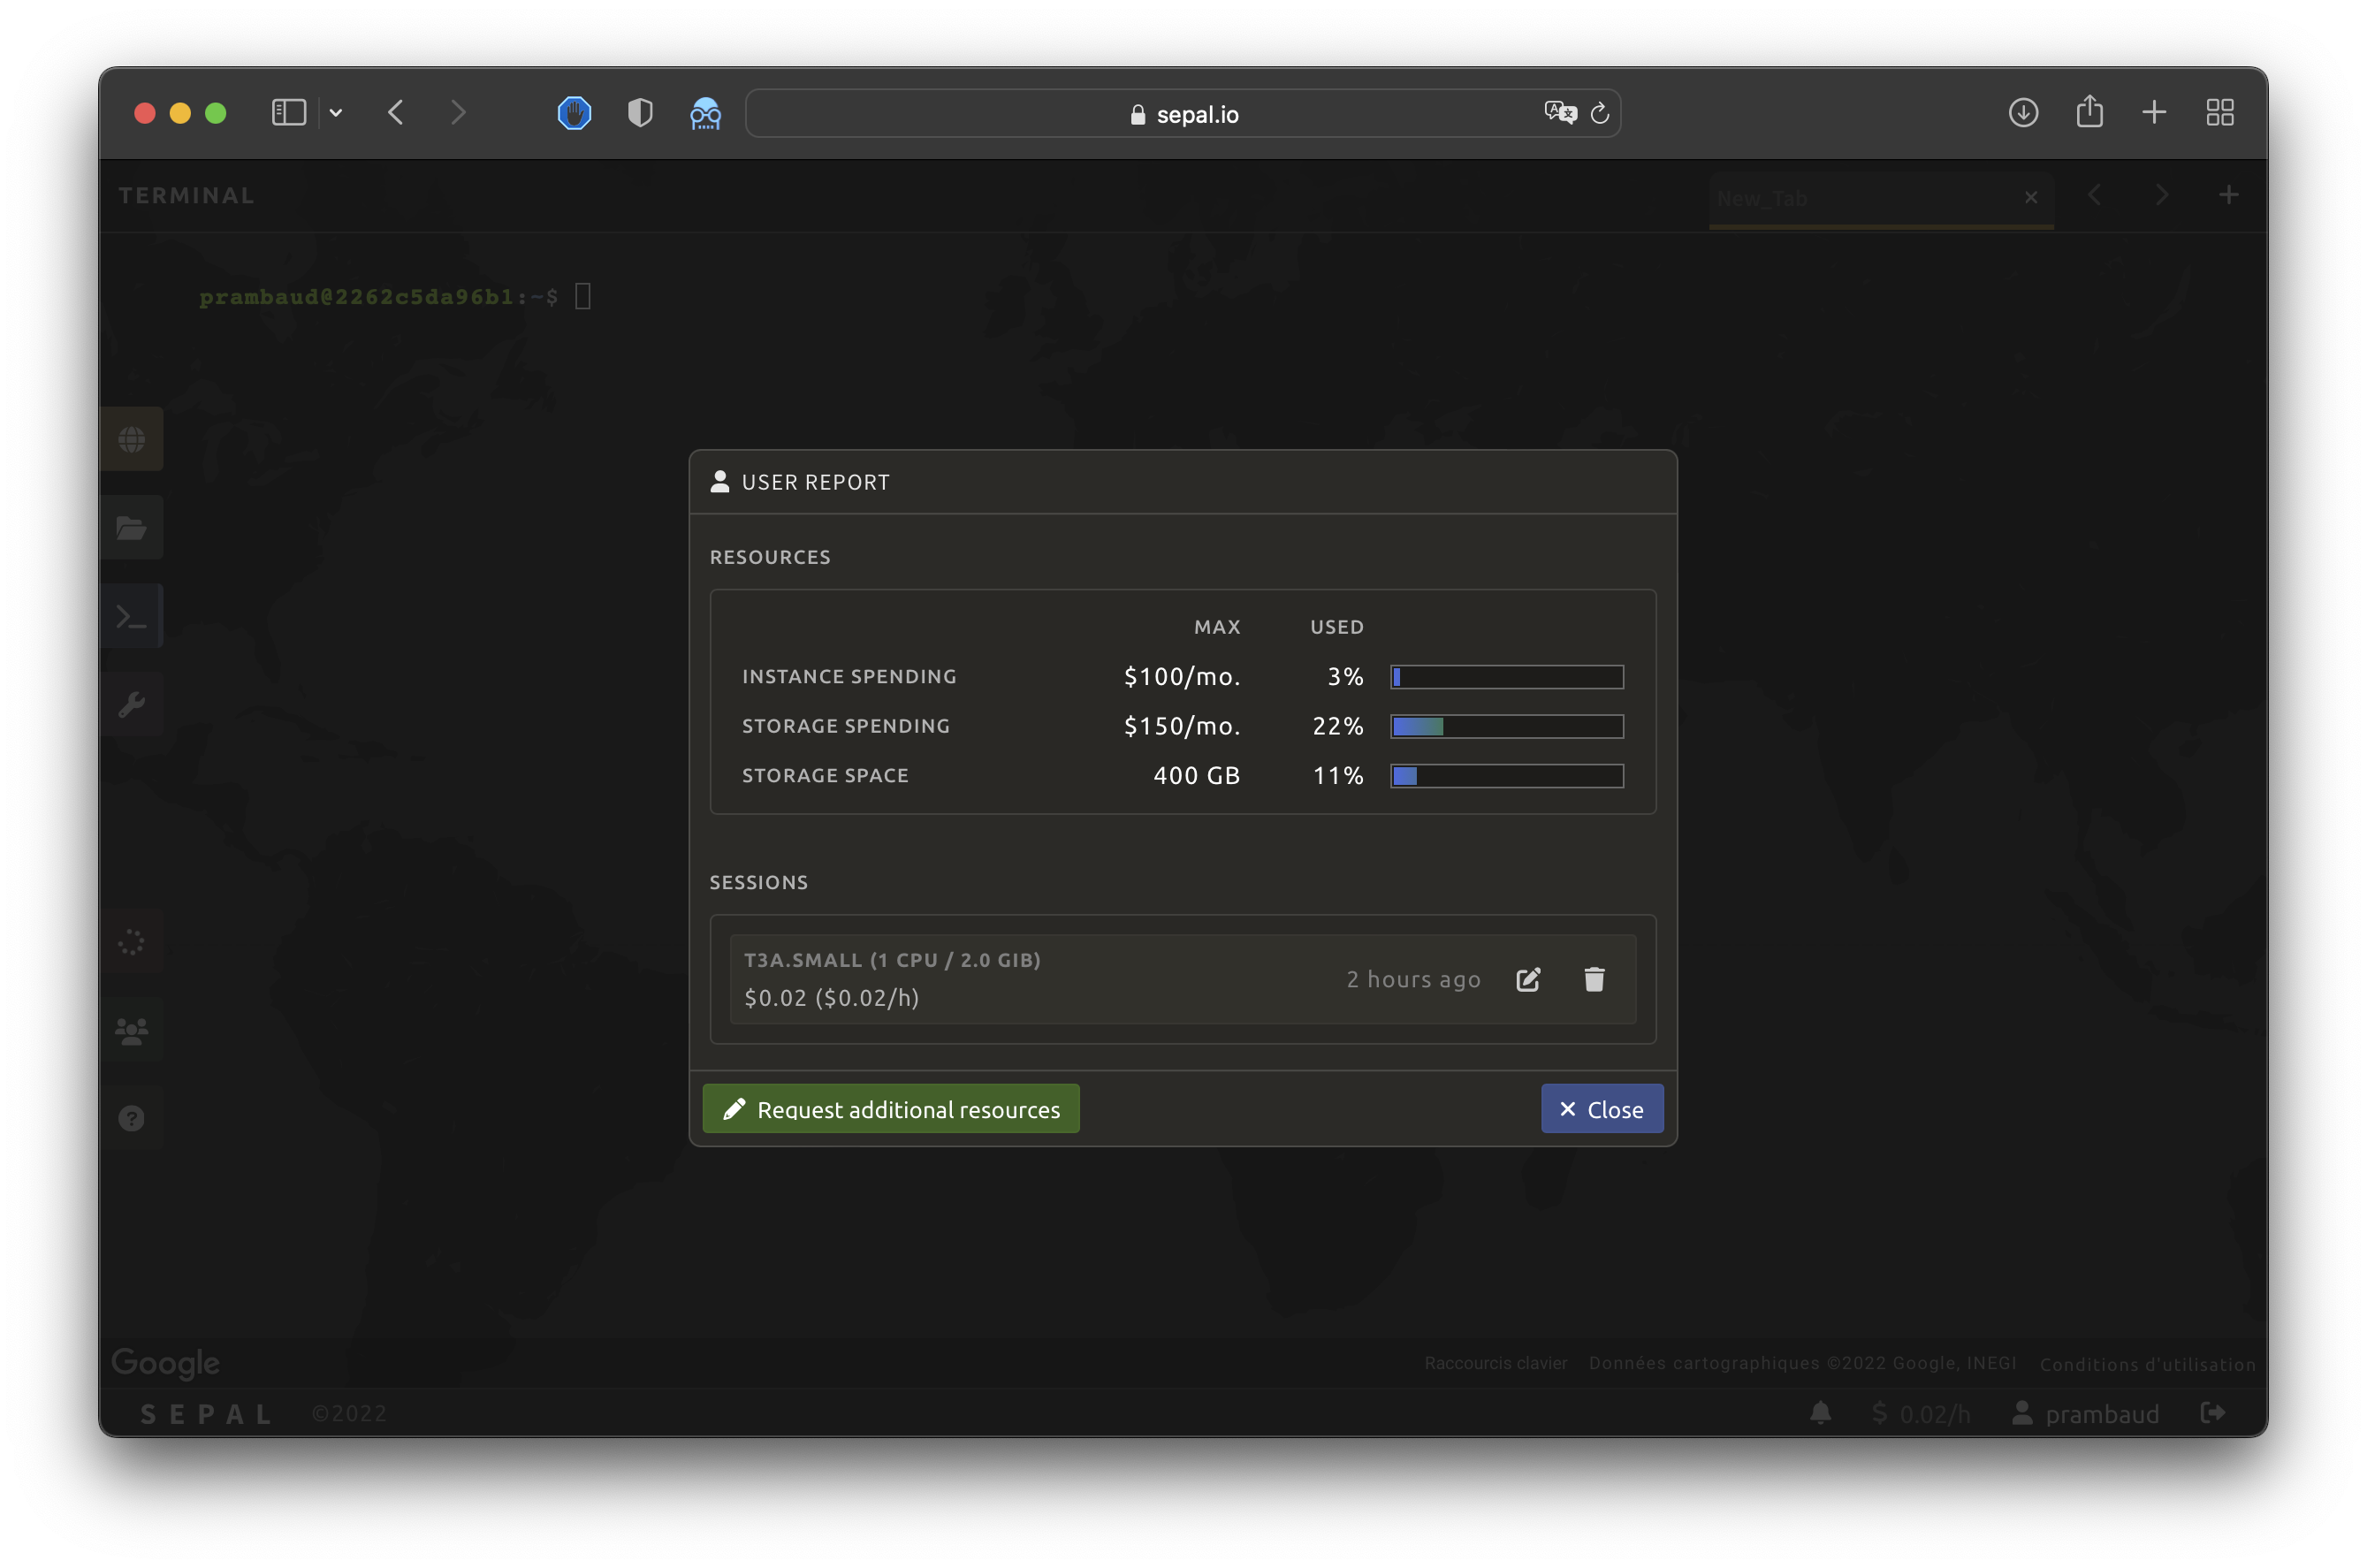 sepal.io
TERMINAL
New_Tab
prambaud@2262c5da96b1:~$
USER REPORT
RESOURCES
MAX USED
INSTANCE SPENDING $100/mo. 3%
STORAGE SPENDING $150/mo. 22%
STORAGE SPACE 400 GB 11%
SESSIONS
T3A.SMALL (1 CPU / 2.0 GIB)
$0.02 ($0.02/h)
2 hours ago
Request additional resources
Close
Google
Raccourcis clavier Données cartographiques ©2022 Google, INEGI Conditions d'utilisation
SEPAL ©2022
$ 0.02/h prambaud